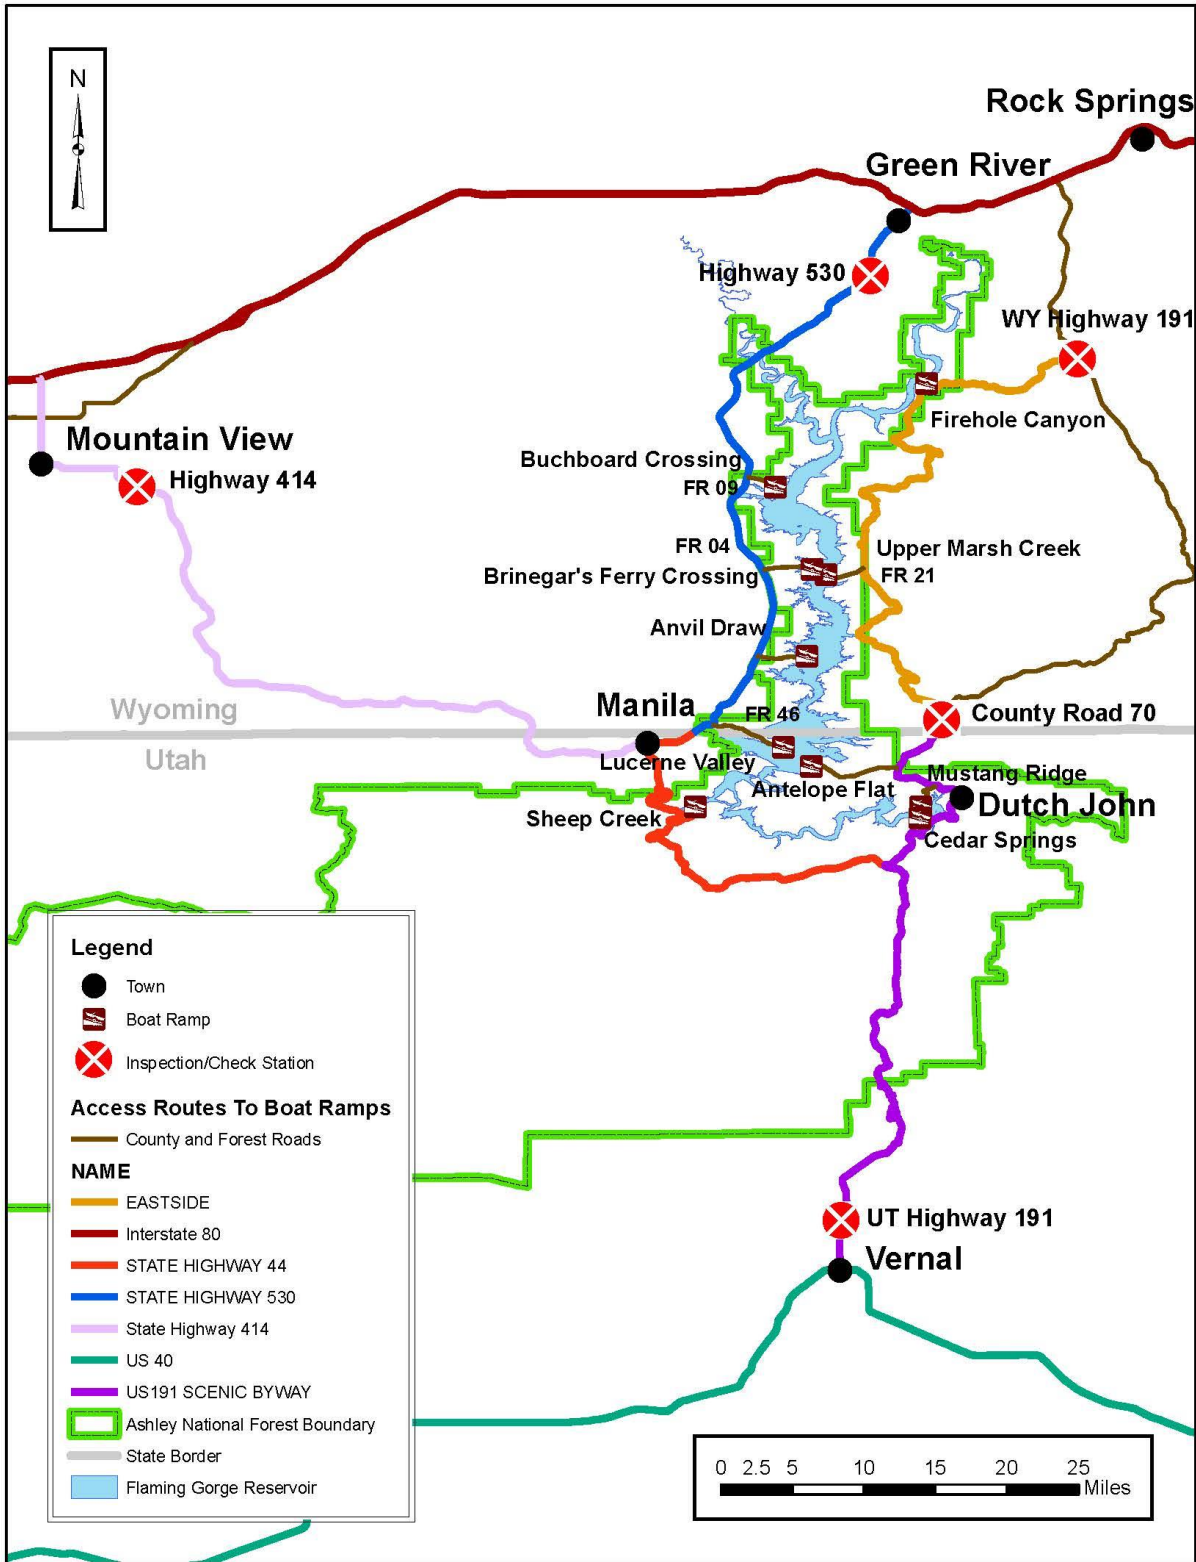 N
Rock Springs
Green River
Highway 530
WY Highway 191
Firehole Canyon
Mountain View
Highway 414
Buchboard Crossing
FR 09
FR 04
Upper Marsh Creek
Brinegar's Ferry Crossing
FR 21
Anvil Draw
Wyoming
Manila
FR 46
County Road 70
Utah
Lucerne Valley
Mustang Ridge
Antelope Flat
Dutch John
Sheep Creek
Cedar Springs
Legend
Town
Boat Ramp
Inspection/Check Station
Access Routes To Boat Ramps
County and Forest Roads
NAME
EASTSIDE
Interstate 80
STATE HIGHWAY 44
STATE HIGHWAY 530
State Highway 414
US 40
US191 SCENIC BYWAY
Ashley National Forest Boundary
State Border
Flaming Gorge Reservoir
UT Highway 191
Vernal
0 2.5 5 10 15 20 25
Miles